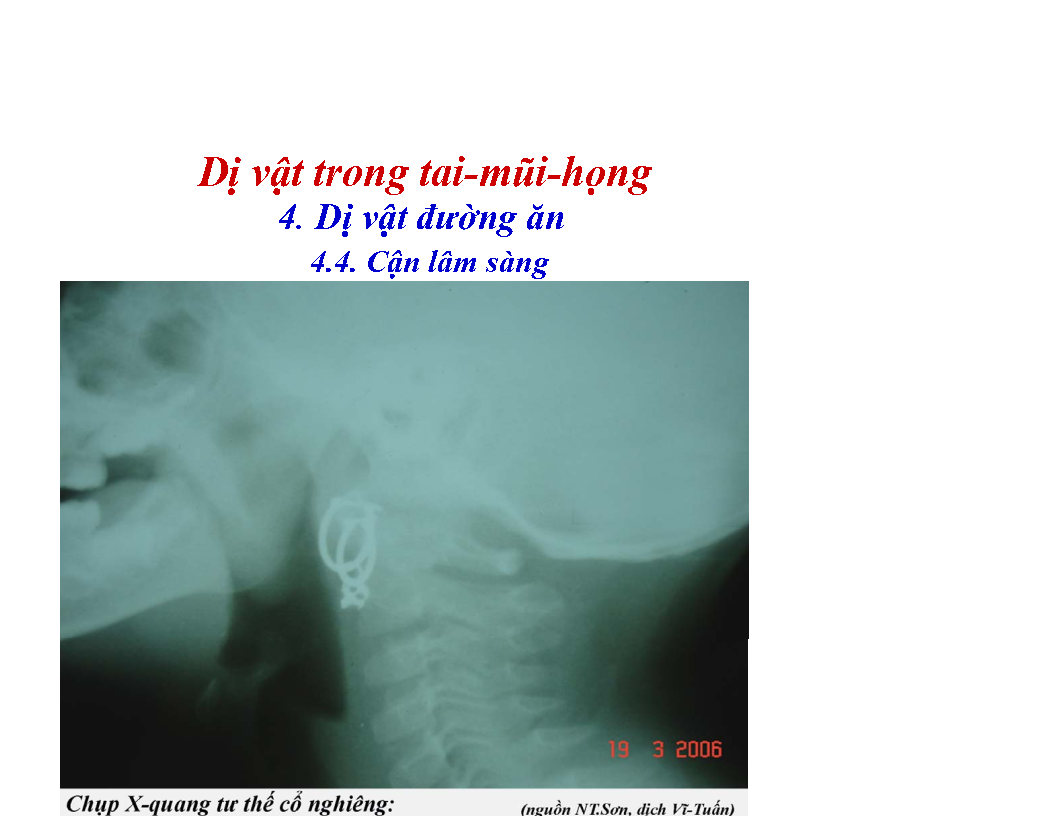 Dị vật trong tai-mũi-họng
4. Dị vật đường ăn
4.4. Cận lâm sàng
19 3 2006
Chụp X-quang tư thế cổ nghiêng:
(nguồn NT.Sơn, dịch Vĩ-Tuấn)